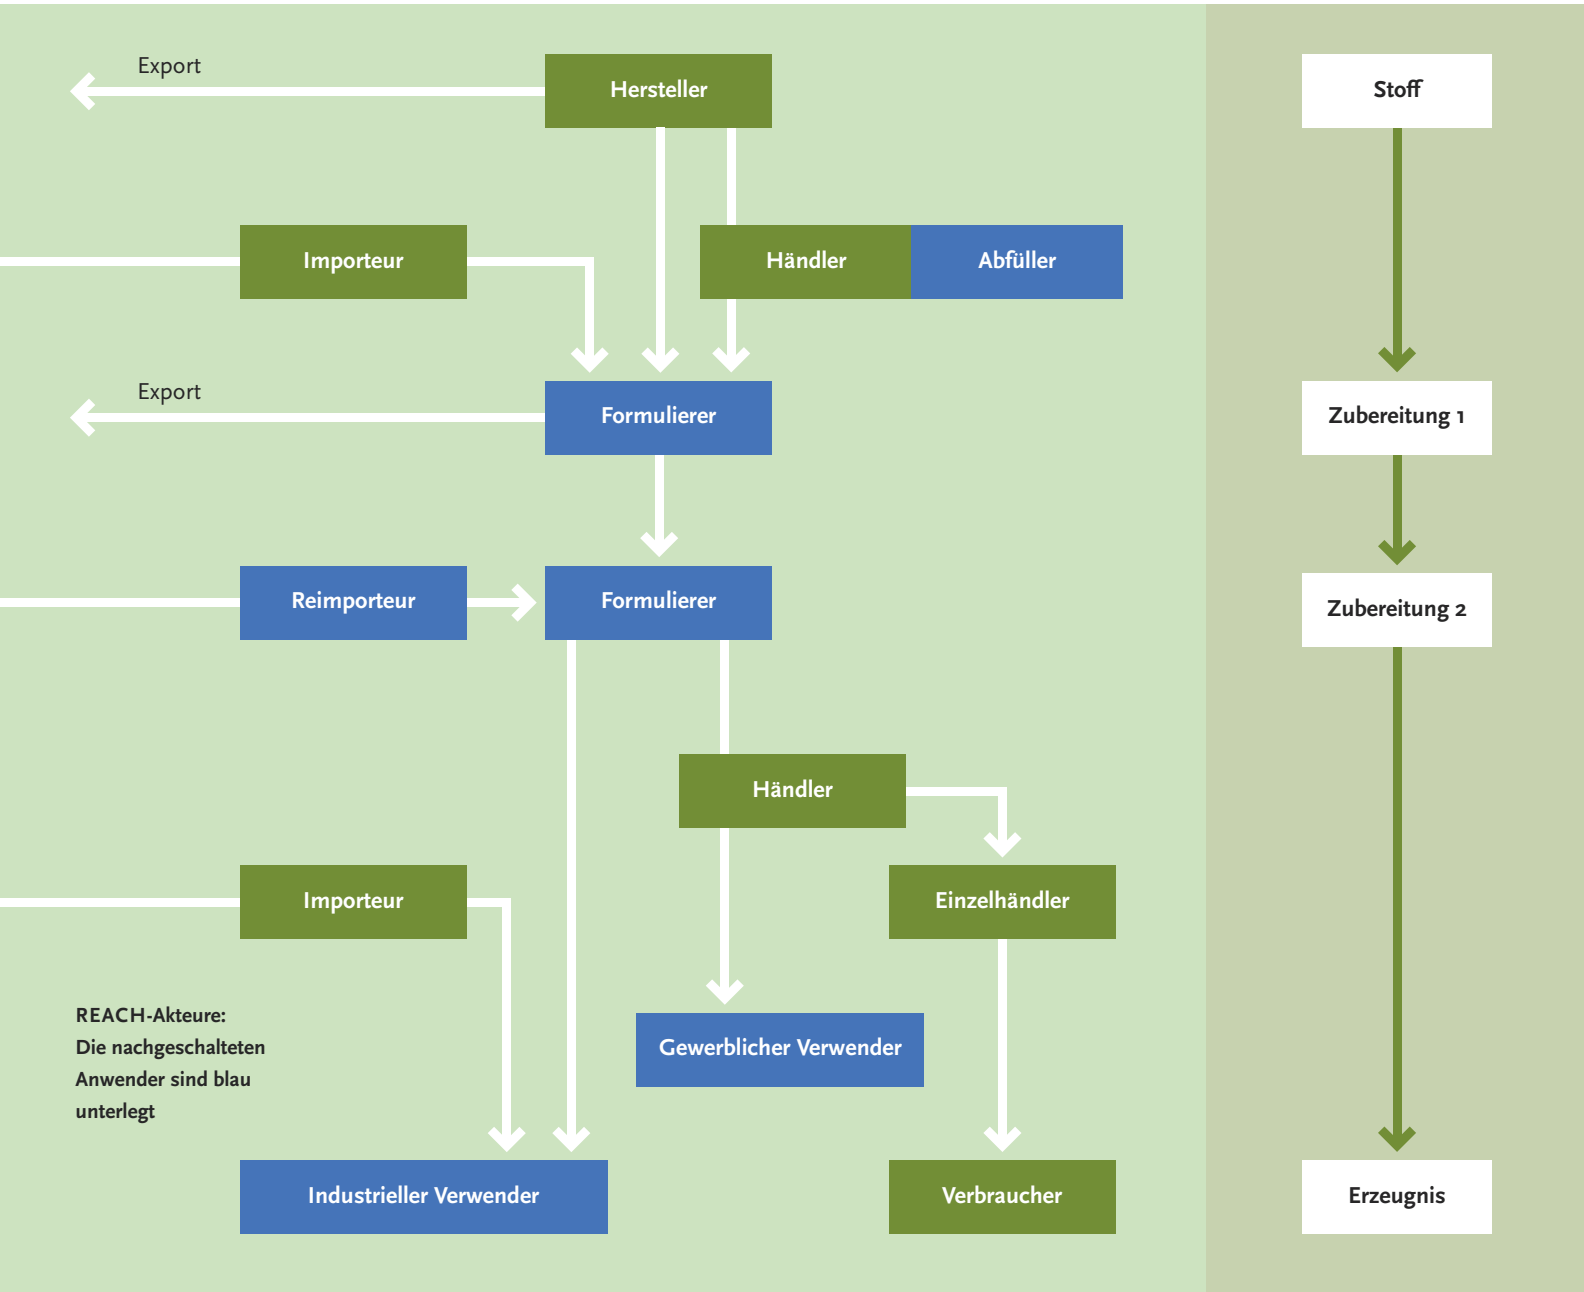 Export
Hersteller
Stoff
Importeur
Händler
Abfüller
Export
Formulierer
Zubereitung 1
Reimporteur
Formulierer
Zubereitung 2
Händler
Importeur
Einzelhändler
REACH-Akteure:
Die nachgeschalteten
Anwender sind blau
unterlegt
Gewerblicher Verwender
Industrieller Verwender
Verbraucher
Erzeugnis